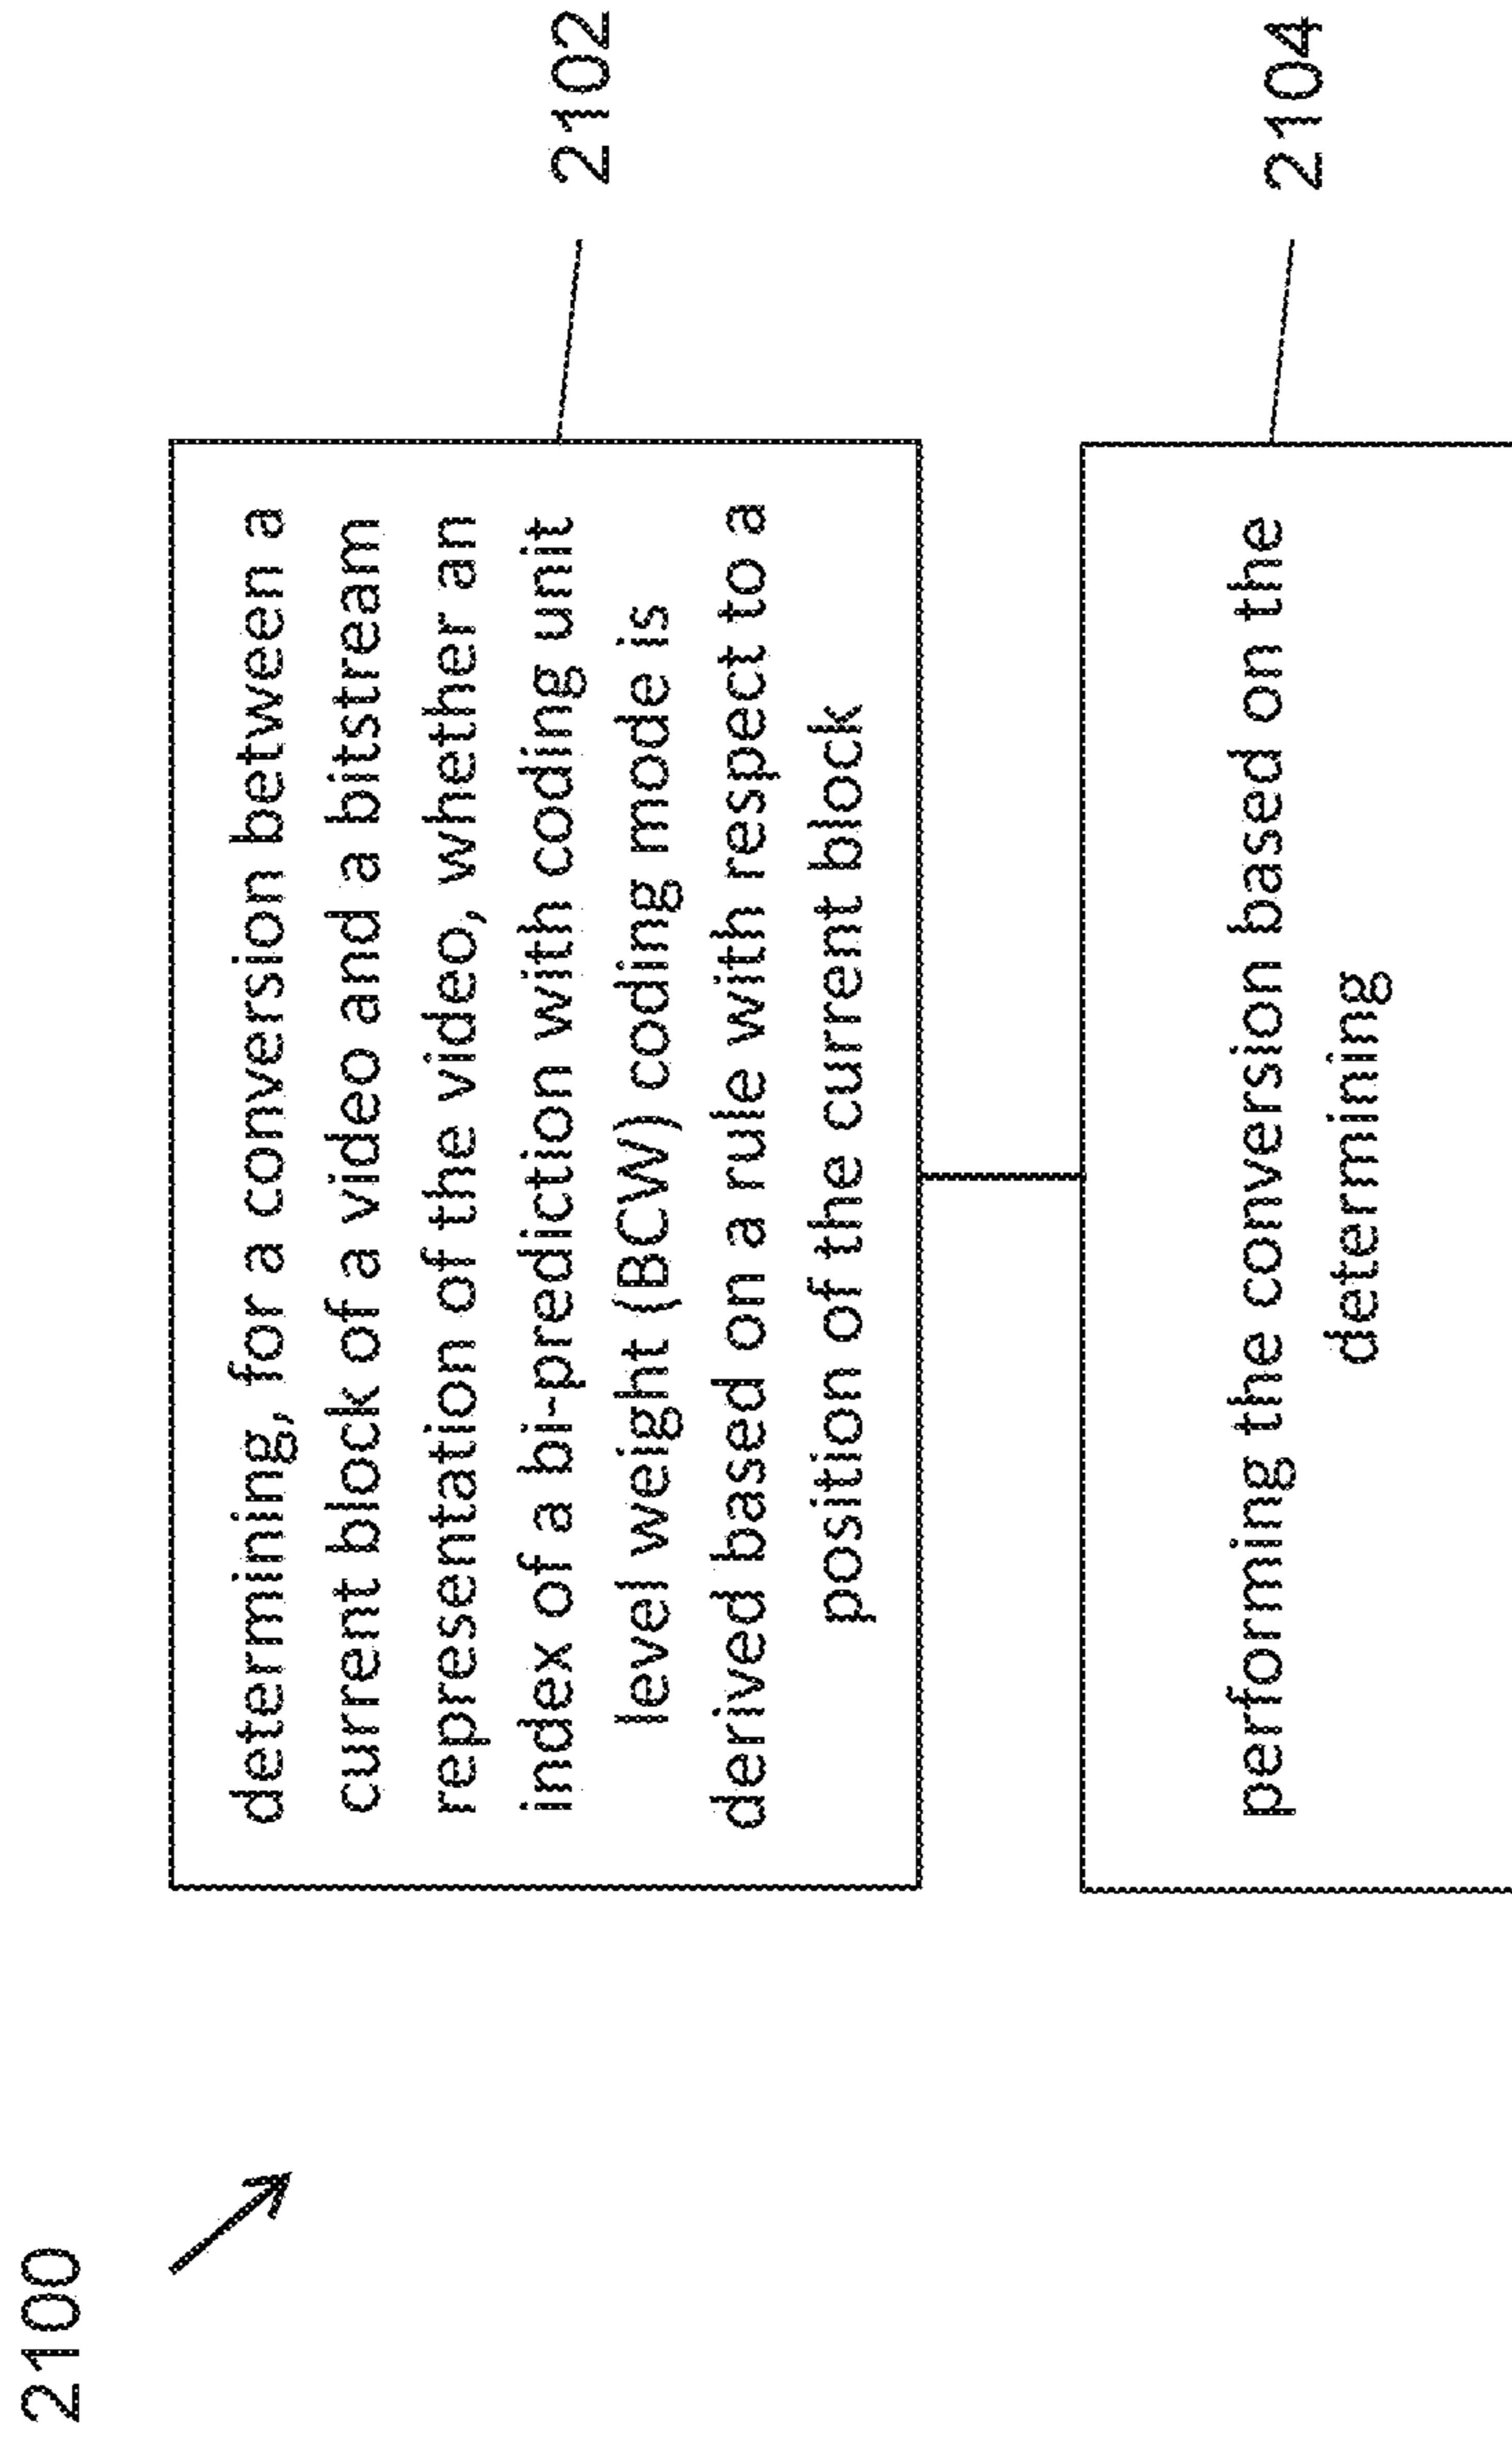 2100
determining, for a conversion between a
current block of a video and a bitstream
representation of the video, whether an
index of a bi-prediction with coding unit
level weight (BCW) coding mode is
derived based on a rule with respect to a
position of the current block
2102
performing the conversion based on the
determining
2104